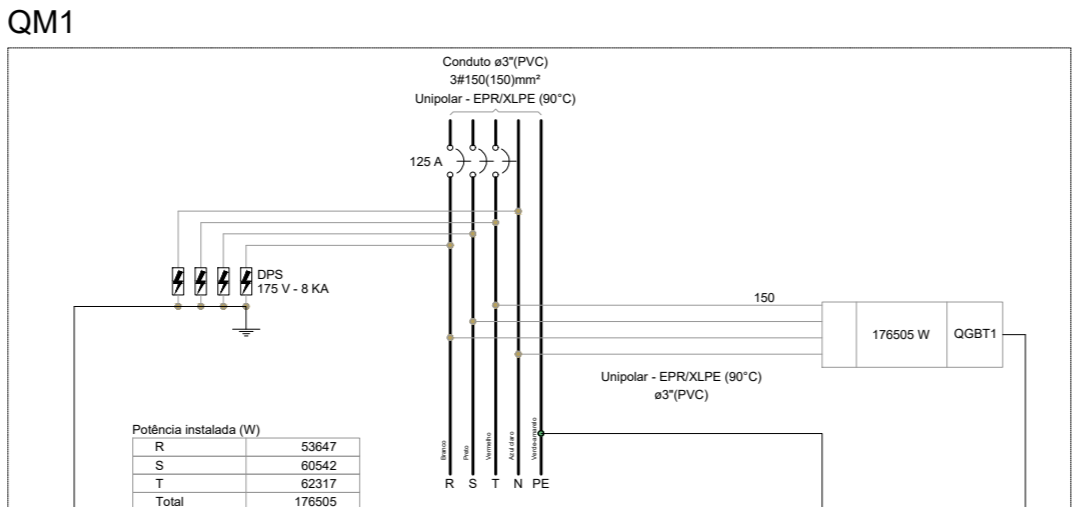 QM1
Conduto ø3"(PVC)
3#150(150)mm²
Unipolar - EPR/XLPE (90°C)
125 A
DPS
175 V - 8 KA
150
176505 W
QGBT1
Unipolar - EPR/XLPE (90°C)
ø3"(PVC)
Branco
Preto
Vermelho
Azul claro
Verde-amarelo
R S T N PE
Potência instalada (W)
R 53647
S 60542
T 62317
Total 176505